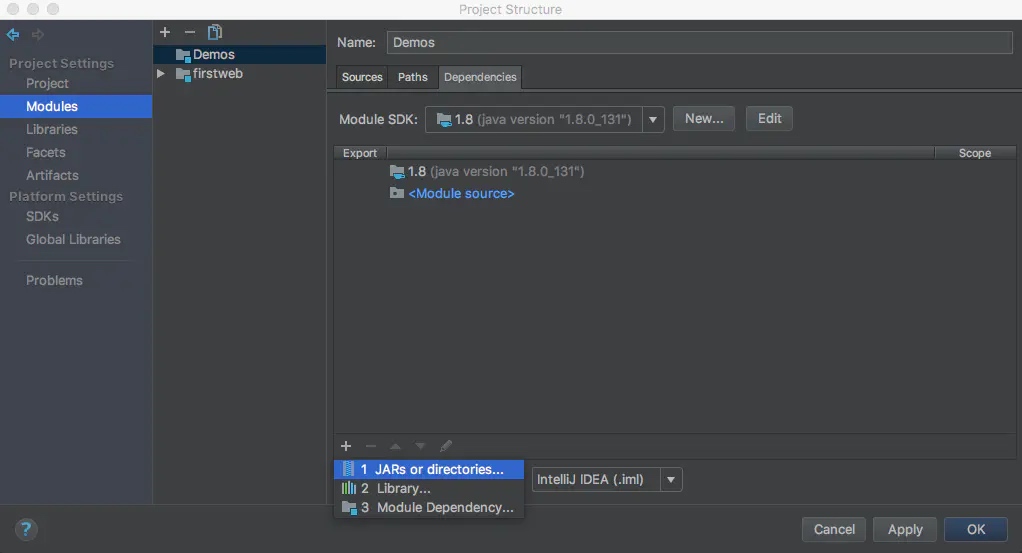 Project Structure
Project Settings
Project
Modules
Libraries
Facets
Artifacts
Platform Settings
SDKs
Global Libraries
Problems
Demos
firstweb
Name: Demos
Sources Paths Dependencies
Module SDK: 1.8 (java version "1.8.0_131") New... Edit
Export Scope
1.8 (java version "1.8.0_131")
<Module source>
1 JARs or directories...
2 Library...
3 Module Dependency...
IntelliJ IDEA (.iml)
? Cancel Apply OK